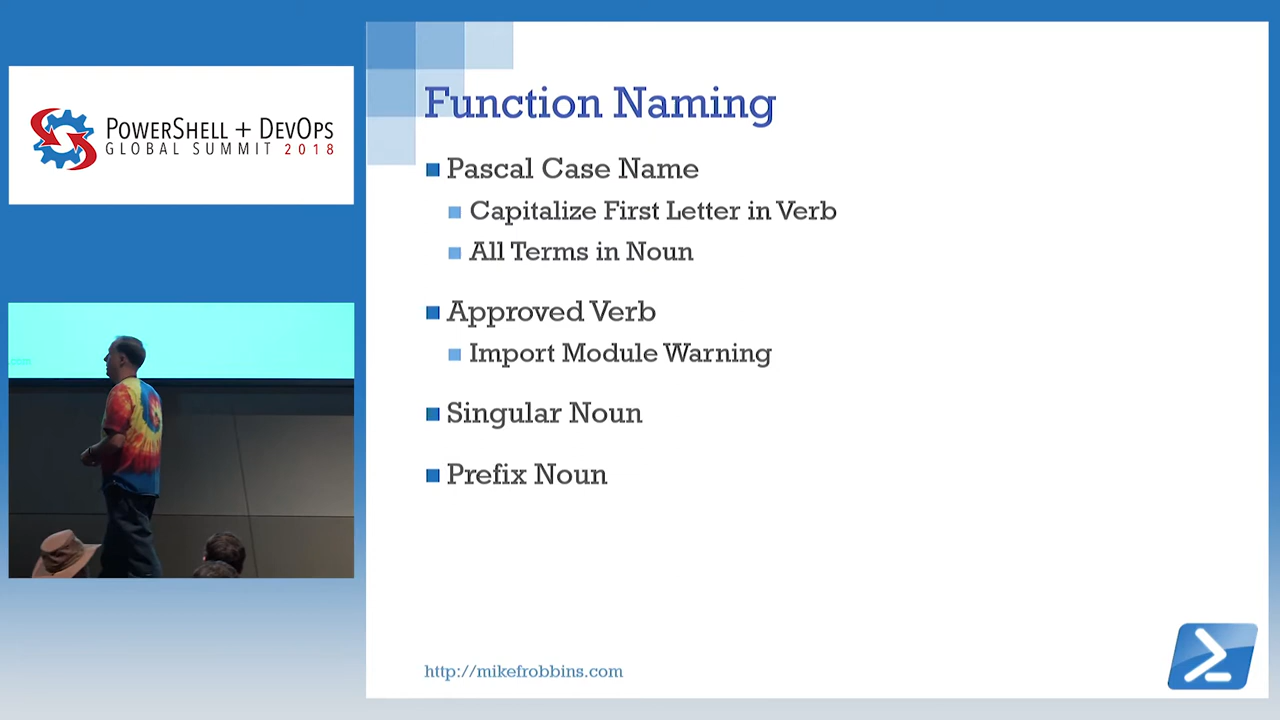 POWERSHELL + DEVOPS
GLOBAL SUMMIT 2018
Function Naming
Pascal Case Name
Capitalize First Letter in Verb
All Terms in Noun
Approved Verb
Import Module Warning
Singular Noun
Prefix Noun
http://mikefrobbins.com